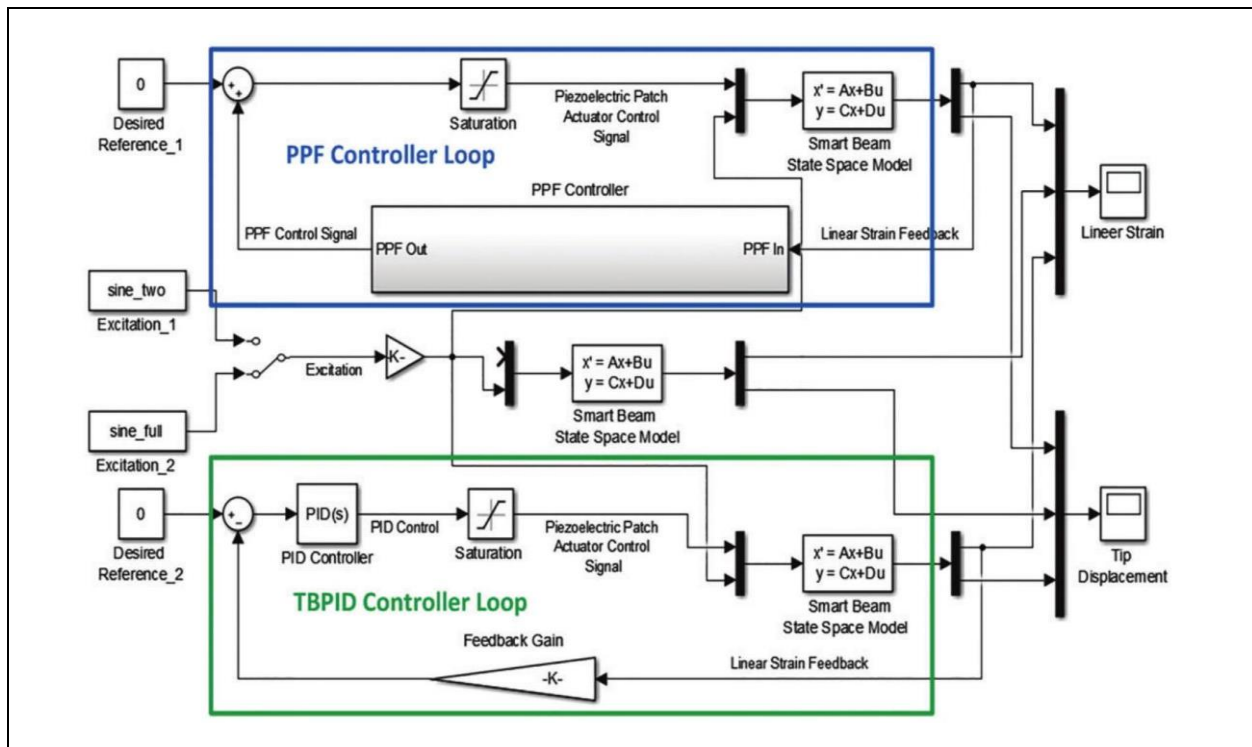 0
Desired
Reference_1
+
+
Saturation
Piezoelectric Patch
Actuator Control
Signal
x' = Ax+Bu
y = Cx+Du
Smart Beam
State Space Model
PPF Controller Loop
PPF Controller
PPF Control Signal
PPF Out
PPF In
Linear Strain Feedback
Lineer Strain
sine_two
Excitation_1
Excitation
K-
x' = Ax+Bu
y = Cx+Du
Smart Beam
State Space Model
sine_full
Excitation_2
0
Desired
Reference_2
+
-
PID(s)
PID Controller
PID Control
Saturation
Piezoelectric Patch
Actuator Control
Signal
x' = Ax+Bu
y = Cx+Du
Smart Beam
State Space Model
Tip
Displacement
TBPID Controller Loop
Feedback Gain
-K-
Linear Strain Feedback